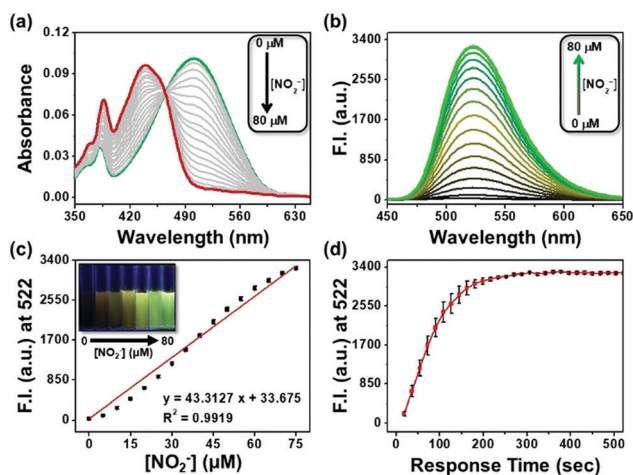 (a)
0.12
0.09
0.06
0.03
0.00
Absorbance
0 μM
[NO₂⁻]
80 μM
350 420 490 560 630
Wavelength (nm)
(b)
3400
2550
1700
850
0
F.I. (a.u.)
80 μM
[NO₂⁻]
0 μM
450 500 550 600 650
Wavelength (nm)
(c)
3400
2550
1700
850
0
F.I. (a.u.) at 522
0 80
[NO₂⁻] (μM)
y = 43.3127 x + 33.675
R² = 0.9919
0 15 30 45 60 75
[NO₂⁻] (μM)
(d)
3400
2550
1700
850
0
F.I. (a.u.) at 522
0 100 200 300 400 500
Response Time (sec)